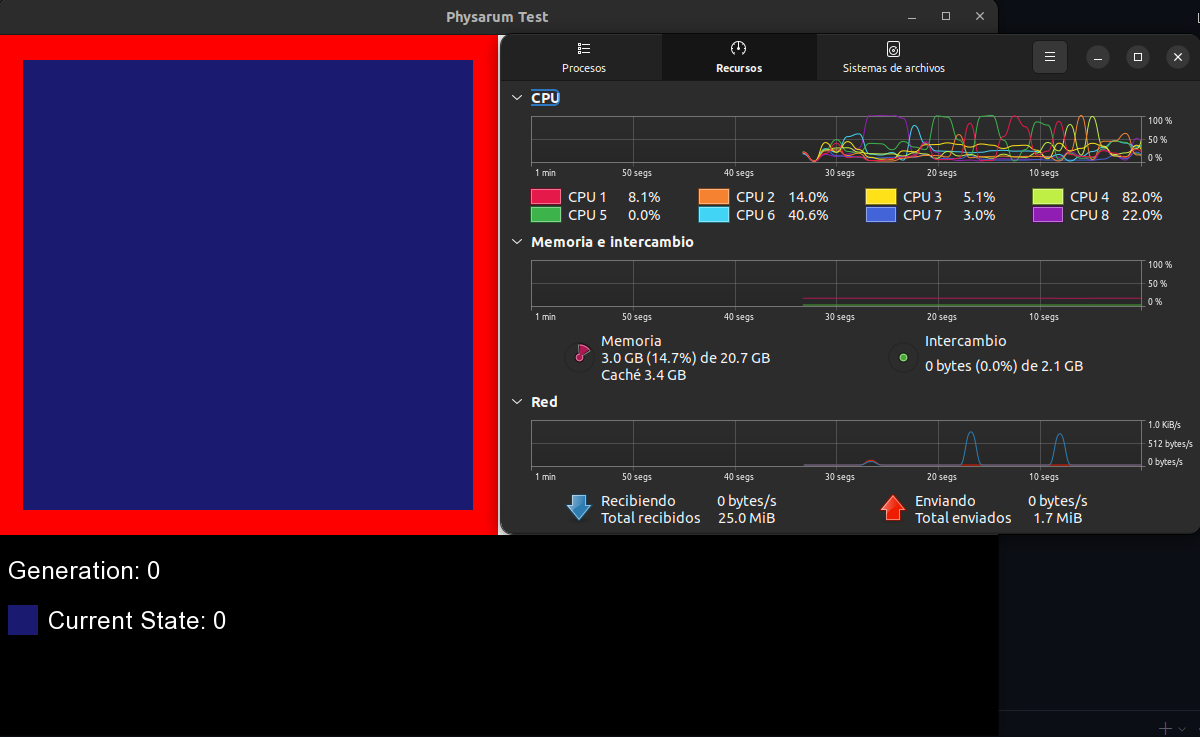 Physarum Test
Procesos
Recursos
Sistemas de archivos
CPU
100 %
50 %
0 %
1 min 50 segs 40 segs 30 segs 20 segs 10 segs
CPU 1 8.1% CPU 2 14.0% CPU 3 5.1% CPU 4 82.0%
CPU 5 0.0% CPU 6 40.6% CPU 7 3.0% CPU 8 22.0%
Memoria e intercambio
100 %
50 %
0 %
1 min 50 segs 40 segs 30 segs 20 segs 10 segs
Memoria
3.0 GB (14.7%) de 20.7 GB
Caché 3.4 GB
Intercambio
0 bytes (0.0%) de 2.1 GB
Red
1.0 KiB/s
512 bytes/s
0 bytes/s
1 min 50 segs 40 segs 30 segs 20 segs 10 segs
Recibiendo 0 bytes/s
Total recibidos 25.0 MiB
Enviando 0 bytes/s
Total enviados 1.7 MiB
Generation: 0
Current State: 0